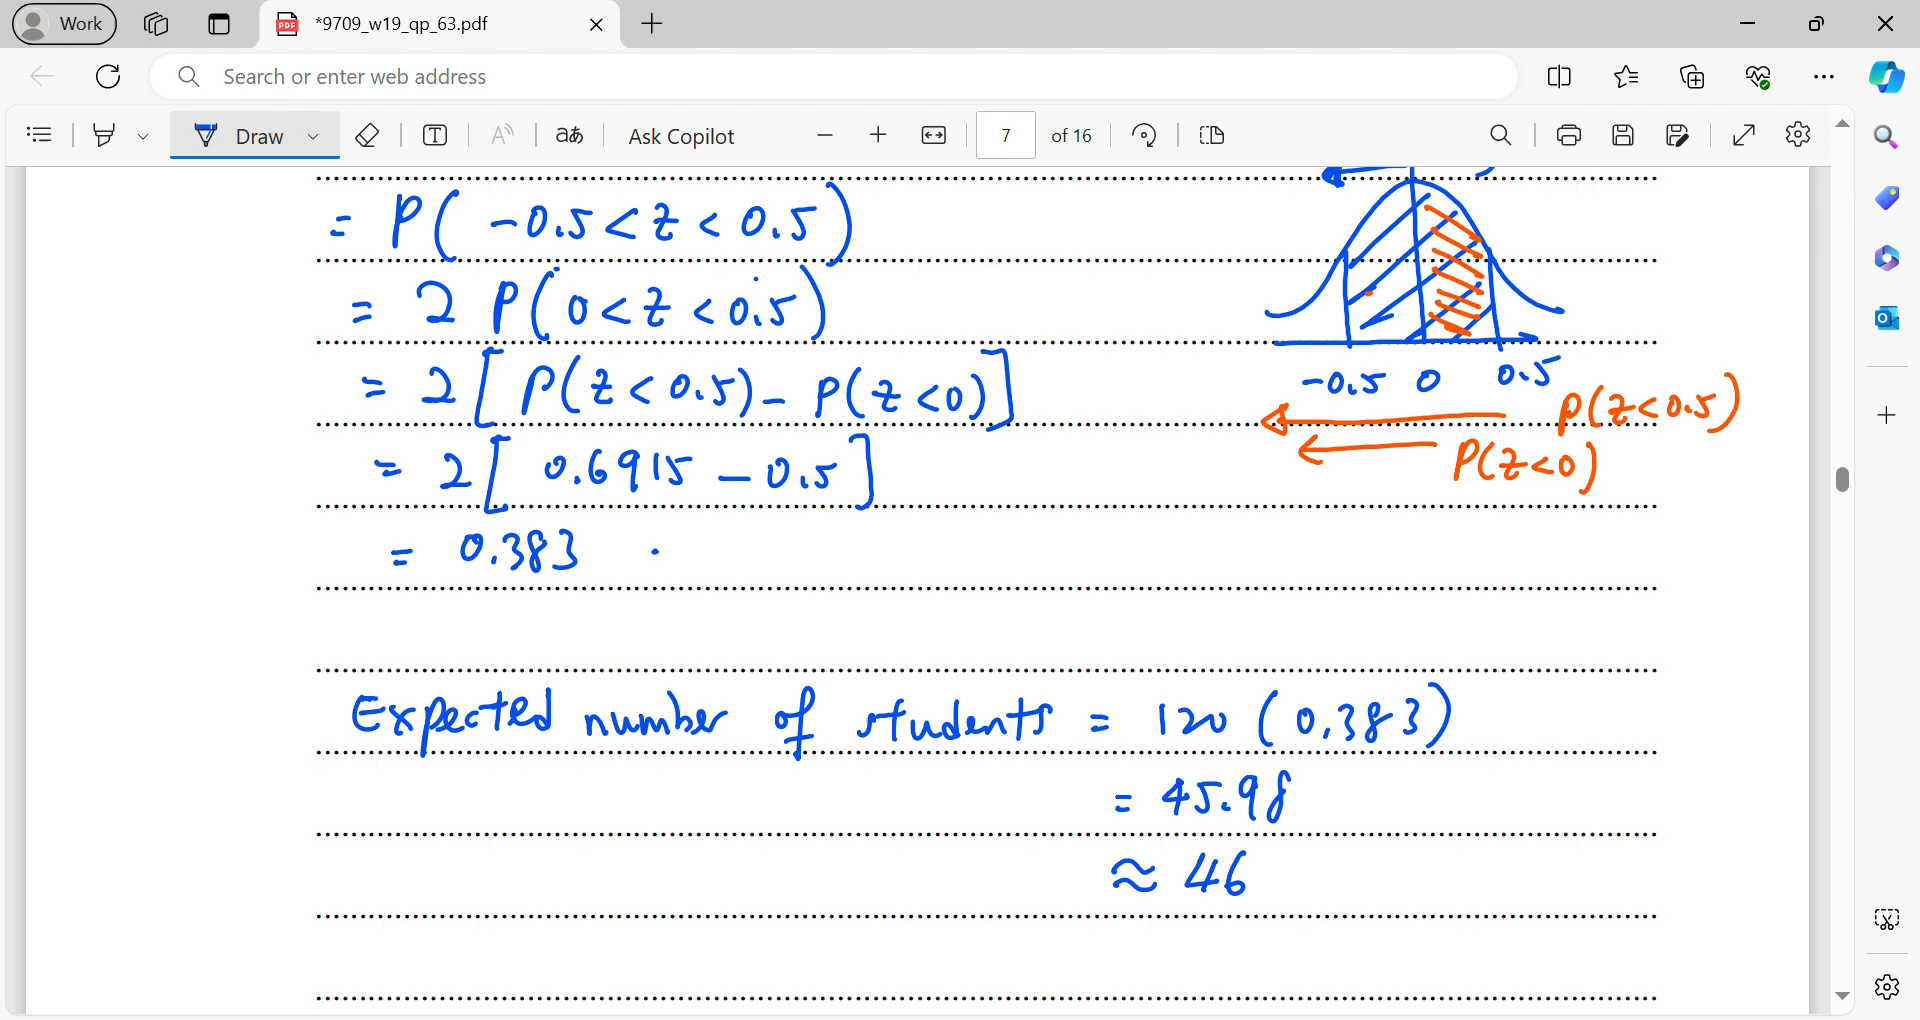 Work
*9709_w19_qp_63.pdf
Search or enter web address
Draw
aあ
Ask Copilot
7 of 16
= P( -0.5 < z < 0.5 )
= 2 P( 0 < z < 0.5 )
= 2 [ P(z < 0.5) - P(z < 0) ]
-0.5 0 0.5
P(z < 0.5)
P(z < 0)
= 2 [ 0.6915 - 0.5 ]
= 0.383 .
Expected number of students = 120 ( 0.383 )
= 45.98
≈ 46